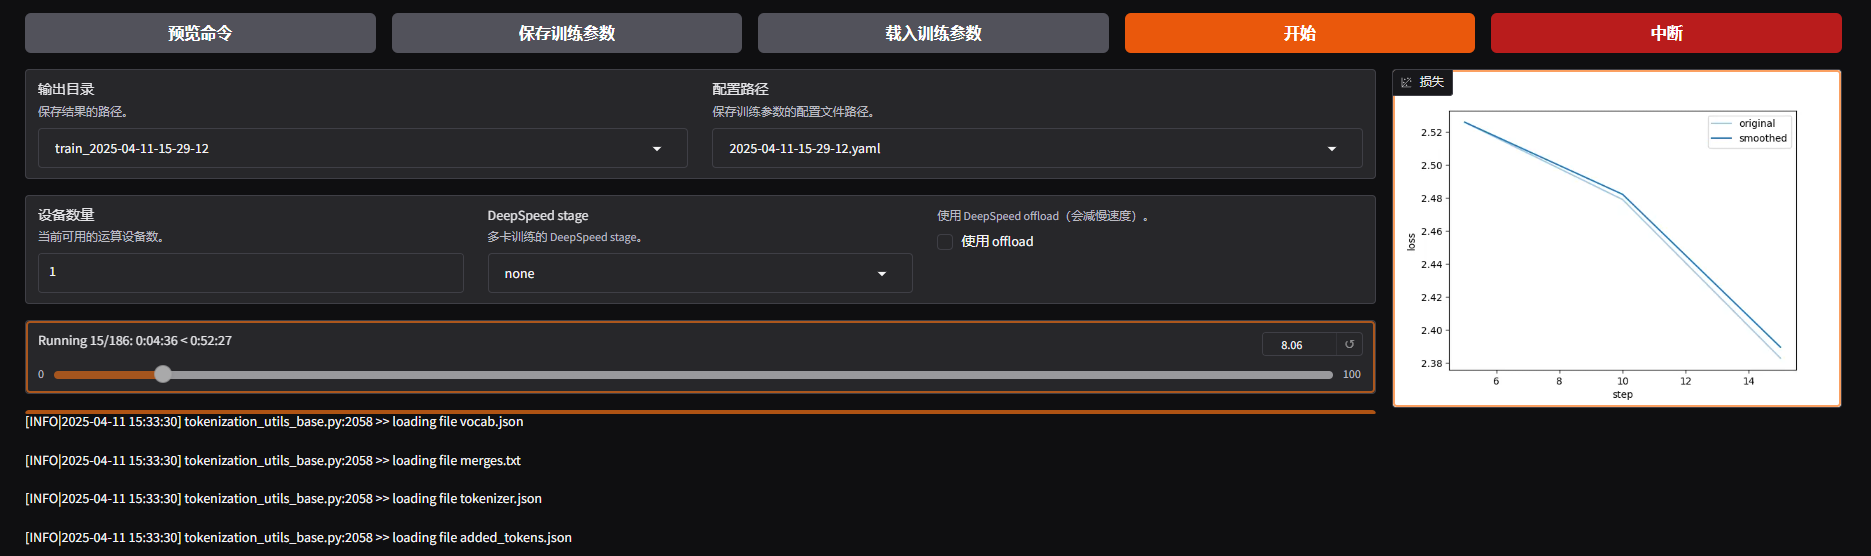 预览命令
保存训练参数
载入训练参数
开始
中断
输出目录
保存结果的路径。
train_2025-04-11-15-29-12
配置路径
保存训练参数的配置文件路径。
2025-04-11-15-29-12.yaml
设备数量
当前可用的运算设备数。
1
DeepSpeed stage
多卡训练的 DeepSpeed stage。
none
使用 DeepSpeed offload（会减慢速度）。
使用 offload
Running 15/186: 0:04:36 < 0:52:27
8.06
↺
0
100
损失
original
smoothed
2.52
2.50
2.48
2.46
2.44
2.42
2.40
2.38
loss
6 8 10 12 14
step
[INFO|2025-04-11 15:33:30] tokenization_utils_base.py:2058 >> loading file vocab.json
[INFO|2025-04-11 15:33:30] tokenization_utils_base.py:2058 >> loading file merges.txt
[INFO|2025-04-11 15:33:30] tokenization_utils_base.py:2058 >> loading file tokenizer.json
[INFO|2025-04-11 15:33:30] tokenization_utils_base.py:2058 >> loading file added_tokens.json